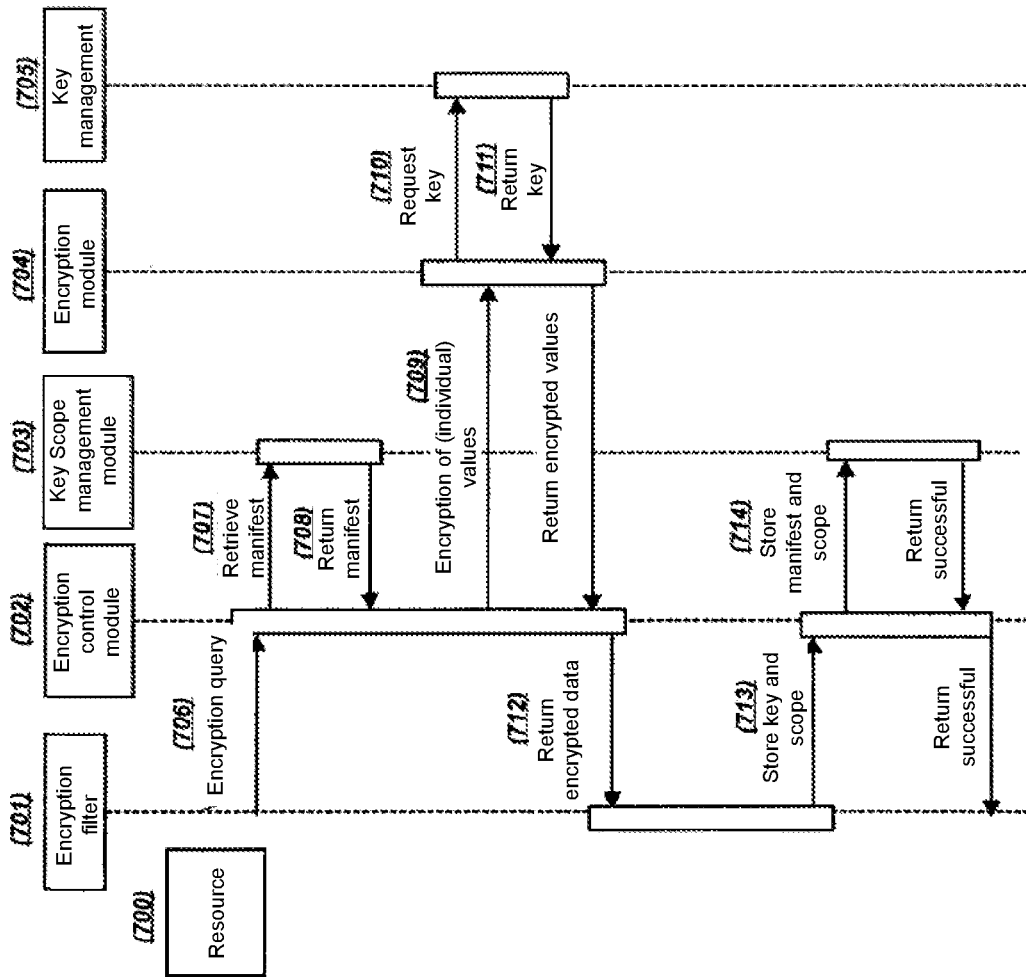 (700)
Resource
(701)
Encryption
filter
(702)
Encryption
control
module
(703)
Key Scope
management
module
(704)
Encryption
module
(705)
Key
management
(706)
Encryption query
(707)
Retrieve
manifest
(708)
Return
manifest
(709)
Encryption of (individual)
values
(710)
Request
key
(711)
Return
key
Return encrypted values
(712)
Return
encrypted data
(713)
Store key and
scope
(714)
Store
manifest and
scope
Return
successful
Return
successful